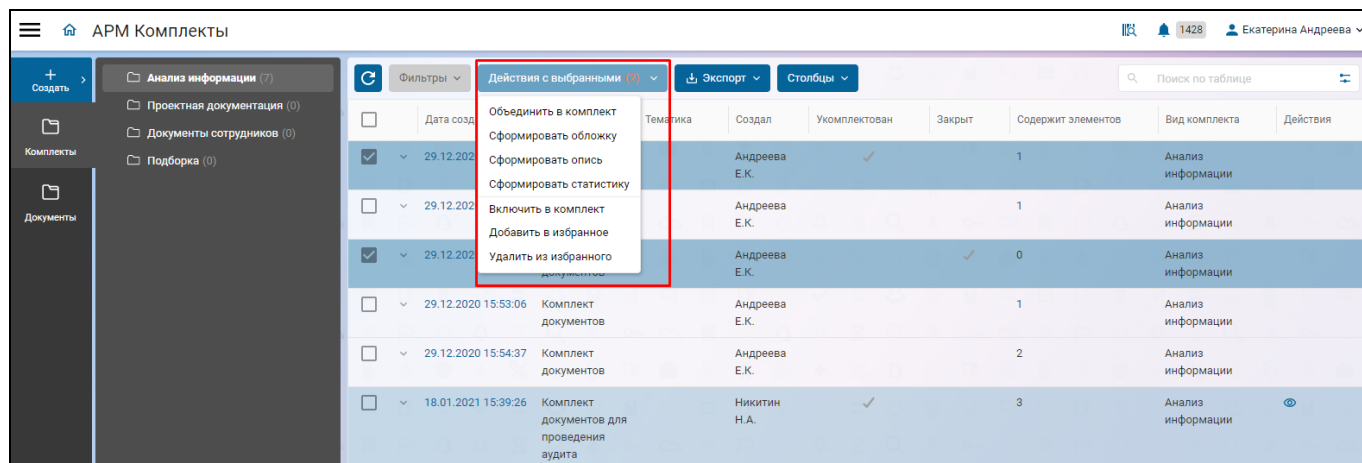 АРМ Комплекты
1428
Екатерина Андреева
Создать
Комплекты
Документы
Анализ информации (7)
Проектная документация (0)
Документы сотрудников (0)
Подборка (0)
Фильтры
Действия с выбранными (2)
Экспорт
Столбцы
Поиск по таблице
Объединить в комплект
Сформировать обложку
Сформировать опись
Сформировать статистику
Включить в комплект
Добавить в избранное
Удалить из избранного
Дата созд
Тематика
Создал
Укомплектован
Закрыт
Содержит элементов
Вид комплекта
Действия
29.12.202
Андреева
Е.К.
1
Анализ
информации
29.12.202
Андреева
Е.К.
1
Анализ
информации
29.12.202
документов
Андреева
Е.К.
0
Анализ
информации
29.12.2020 15:53:06
Комплект
документов
Андреева
Е.К.
1
Анализ
информации
29.12.2020 15:54:37
Комплект
документов
Андреева
Е.К.
2
Анализ
информации
18.01.2021 15:39:26
Комплект
документов для
проведения
аудита
Никитин
Н.А.
3
Анализ
информации